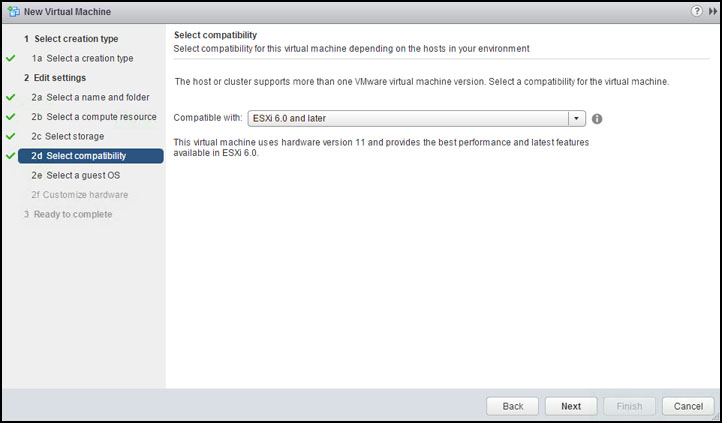 New Virtual Machine
1 Select creation type
1a Select a creation type
2 Edit settings
2a Select a name and folder
2b Select a compute resource
2c Select storage
2d Select compatibility
2e Select a guest OS
2f Customize hardware
3 Ready to complete
Select compatibility
Select compatibility for this virtual machine depending on the hosts in your environment
The host or cluster supports more than one VMware virtual machine version. Select a compatibility for the virtual machine.
Compatible with: ESXi 6.0 and later
This virtual machine uses hardware version 11 and provides the best performance and latest features
available in ESXi 6.0.
Back Next Finish Cancel